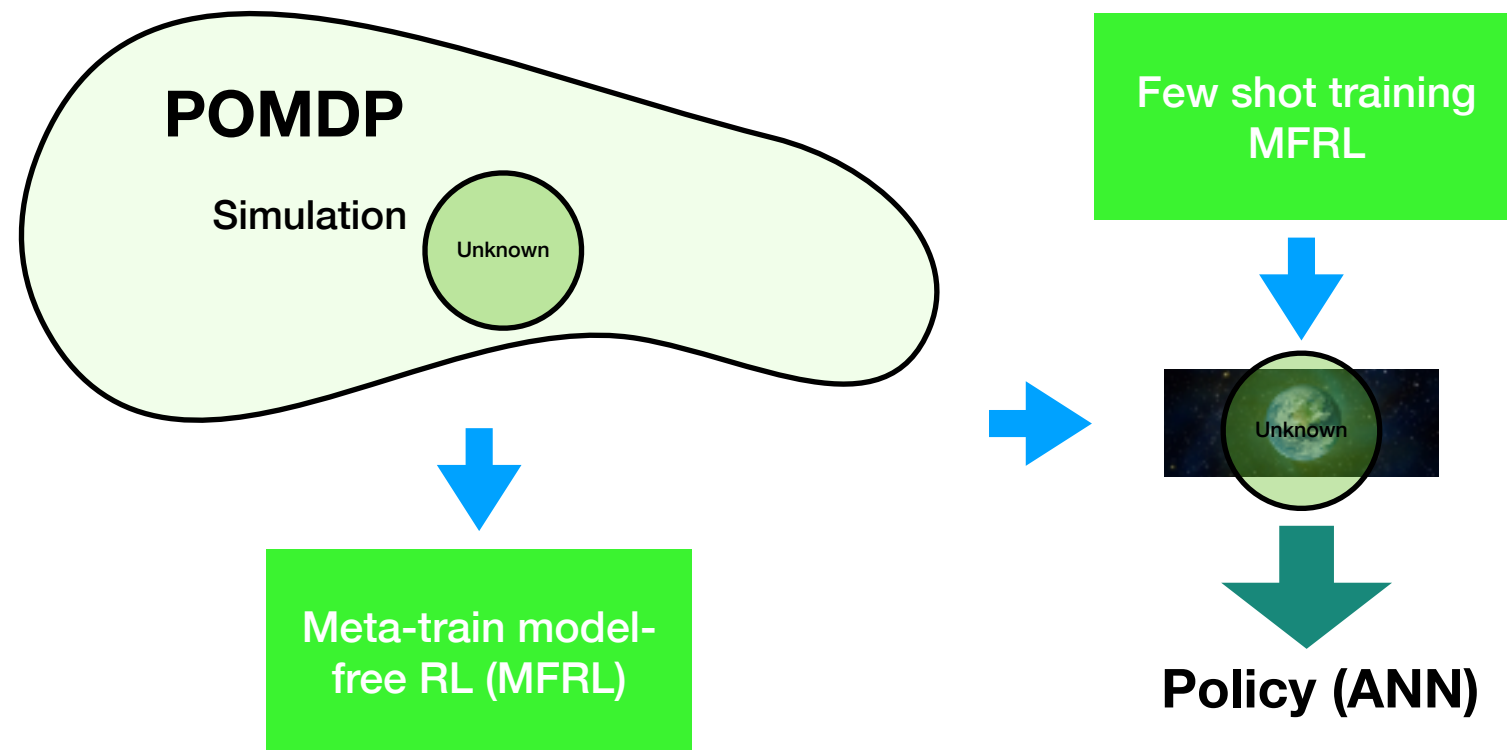 POMDP
Simulation
Unknown
Meta-train model-
free RL (MFRL)
Few shot training
MFRL
Unknown
Policy (ANN)